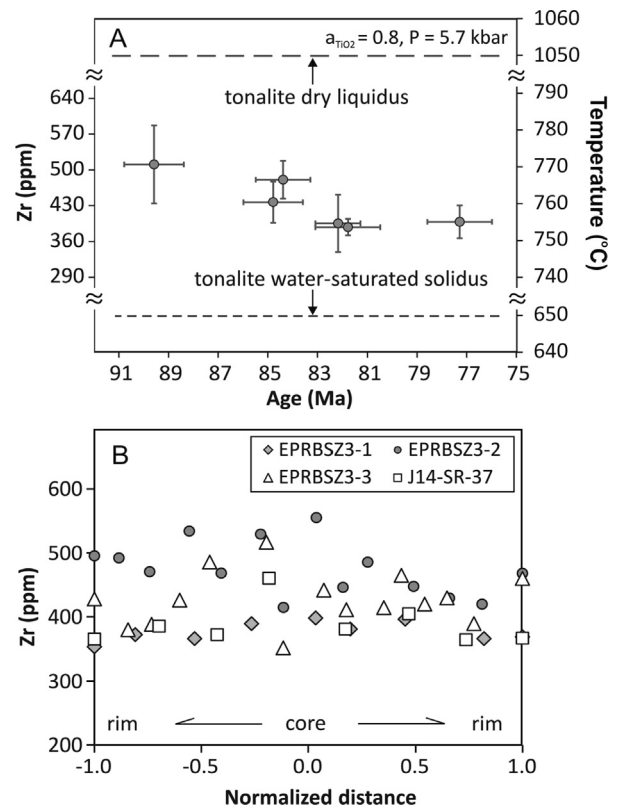 A
a_TiO2 = 0.8, P = 5.7 kbar
1060
1050
tonalite dry liquidus
640
570
500
430
360
290
790
780
770
760
750
740
Zr (ppm)
Temperature (°C)
tonalite water-saturated solidus
650
640
91 89 87 85 82 81 79 77 75
Age (Ma)
B
EPRBSZ3-1 EPRBSZ3-2
EPRBSZ3-3 J14-SR-37
600
500
400
300
200
Zr (ppm)
rim core rim
-1.0 -0.5 0.0 0.5 1.0
Normalized distance